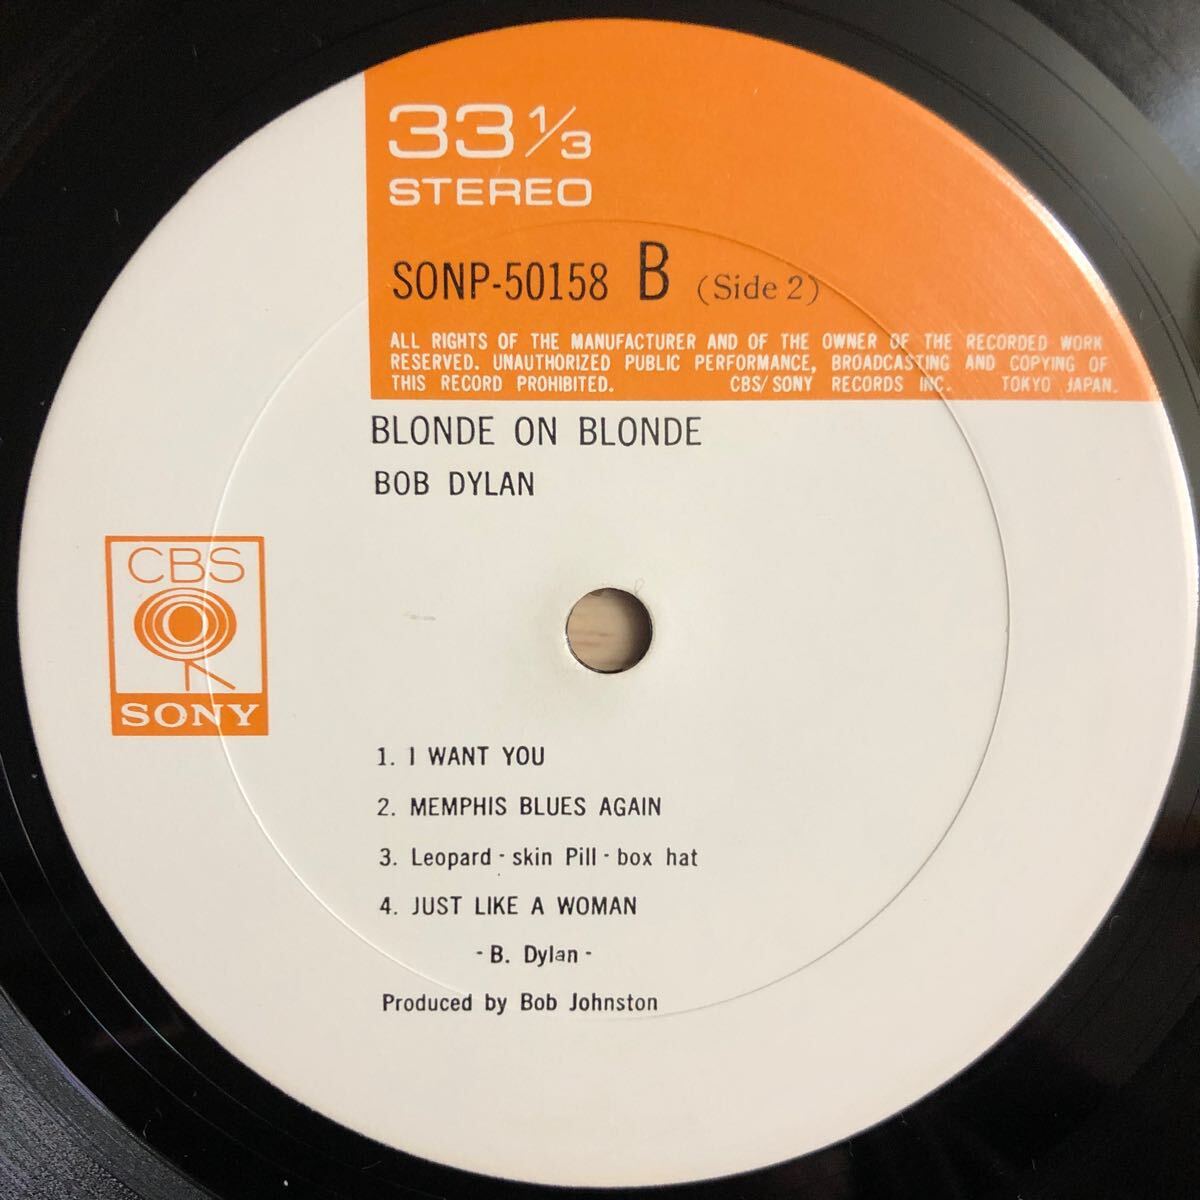 33 1/3
STEREO
SONP-50158 B (Side 2)
ALL RIGHTS OF THE MANUFACTURER AND OF THE OWNER OF THE RECORDED WORK
RESERVED. UNAUTHORIZED PUBLIC PERFORMANCE, BROADCASTING AND COPYING OF
THIS RECORD PROHIBITED. CBS/SONY RECORDS INC. TOKYO JAPAN.
BLONDE ON BLONDE
BOB DYLAN
CBS
SONY
1. I WANT YOU
2. MEMPHIS BLUES AGAIN
3. Leopard-skin Pill-box hat
4. JUST LIKE A WOMAN
-B. Dylan-
Produced by Bob Johnston